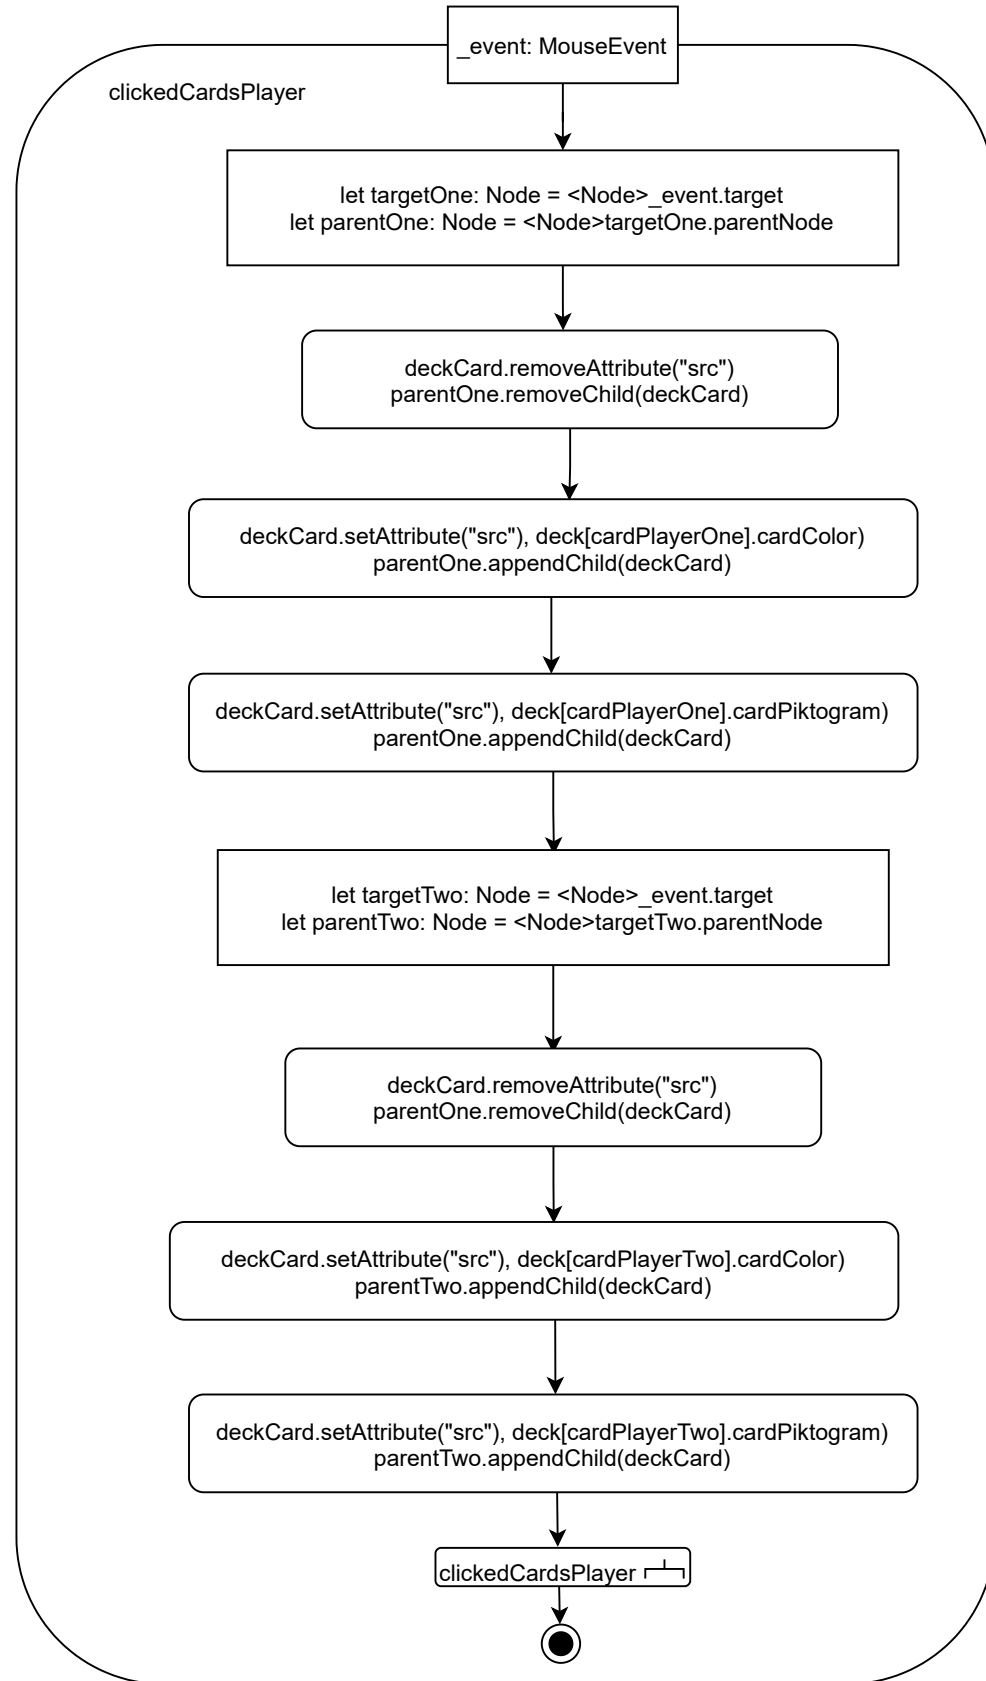 _event: MouseEvent
clickedCardsPlayer
let targetOne: Node = <Node>_event.target
let parentOne: Node = <Node>targetOne.parentNode
deckCard.removeAttribute("src")
parentOne.removeChild(deckCard)
deckCard.setAttribute("src"), deck[cardPlayerOne].cardColor)
parentOne.appendChild(deckCard)
deckCard.setAttribute("src"), deck[cardPlayerOne].cardPiktogram)
parentOne.appendChild(deckCard)
let targetTwo: Node = <Node>_event.target
let parentTwo: Node = <Node>targetTwo.parentNode
deckCard.removeAttribute("src")
parentOne.removeChild(deckCard)
deckCard.setAttribute("src"), deck[cardPlayerTwo].cardColor)
parentTwo.appendChild(deckCard)
deckCard.setAttribute("src"), deck[cardPlayerTwo].cardPiktogram)
parentTwo.appendChild(deckCard)
clickedCardsPlayer